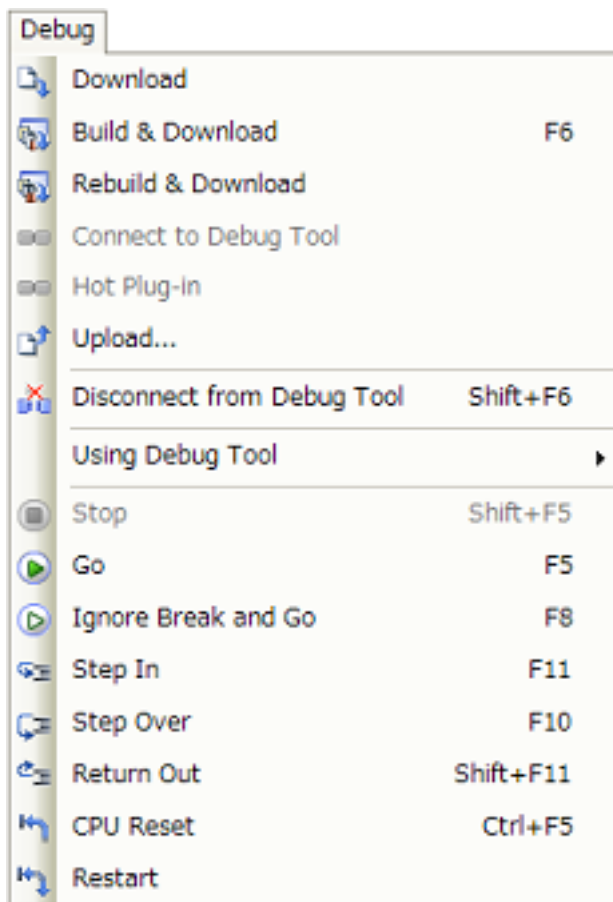 Debug
Download
Build & Download F6
Rebuild & Download
Connect to Debug Tool
Hot Plug-in
Upload...
Disconnect from Debug Tool Shift+F6
Using Debug Tool
Stop Shift+F5
Go F5
Ignore Break and Go F8
Step In F11
Step Over F10
Return Out Shift+F11
CPU Reset Ctrl+F5
Restart